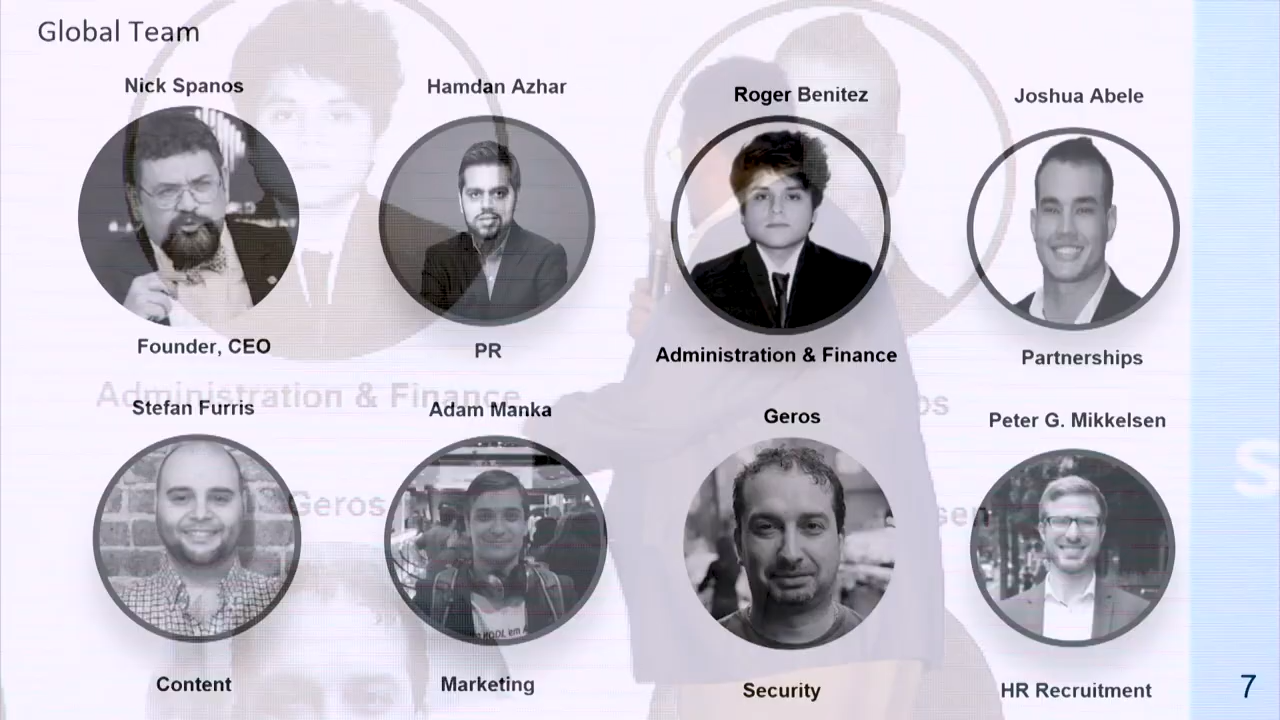 Global Team
Nick Spanos
Hamdan Azhar
Roger Benitez
Joshua Abele
Founder, CEO
PR
Administration & Finance
Partnerships
Administration & Finance
Stefan Furris
Adam Manka
Geros
Peter G. Mikkelsen
Geros
Content
Marketing
Security
HR Recruitment
7